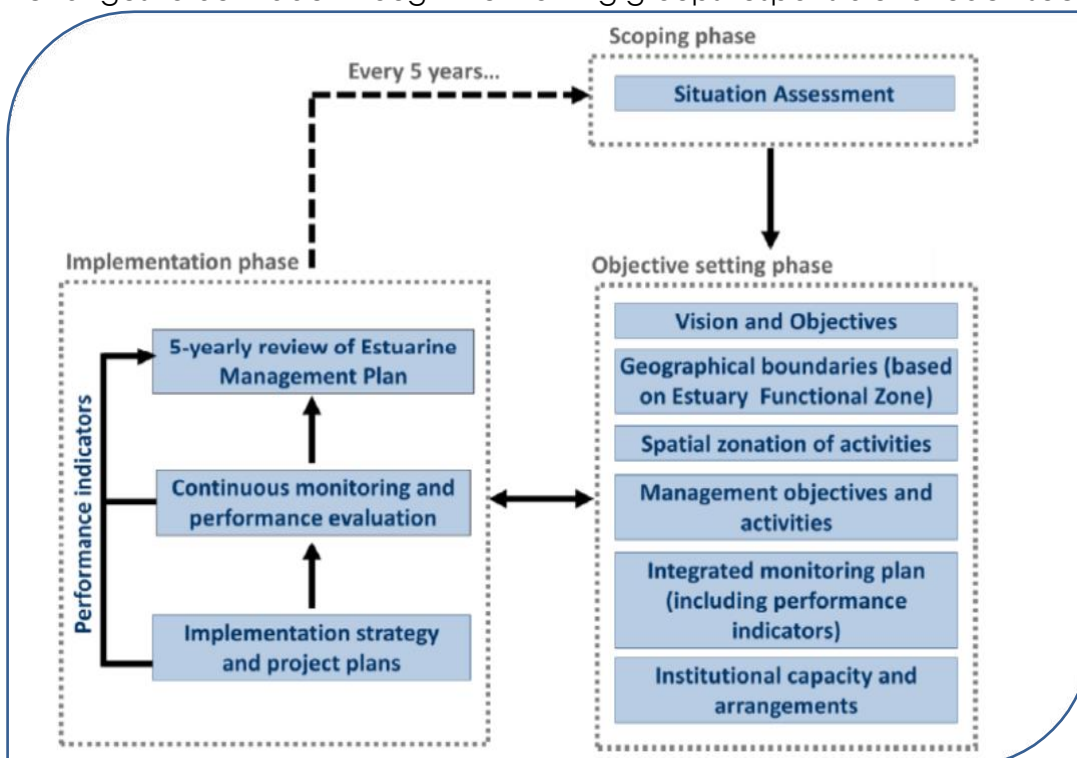 Scoping phase
Every 5 years...
Situation Assessment
Implementation phase
Objective setting phase
5-yearly review of Estuarine
Management Plan
Continuous monitoring and
performance evaluation
Implementation strategy
and project plans
Performance indicators
Vision and Objectives
Geographical boundaries (based
on Estuary Functional Zone)
Spatial zonation of activities
Management objectives and
activities
Integrated monitoring plan
(including performance
indicators)
Institutional capacity and
arrangements